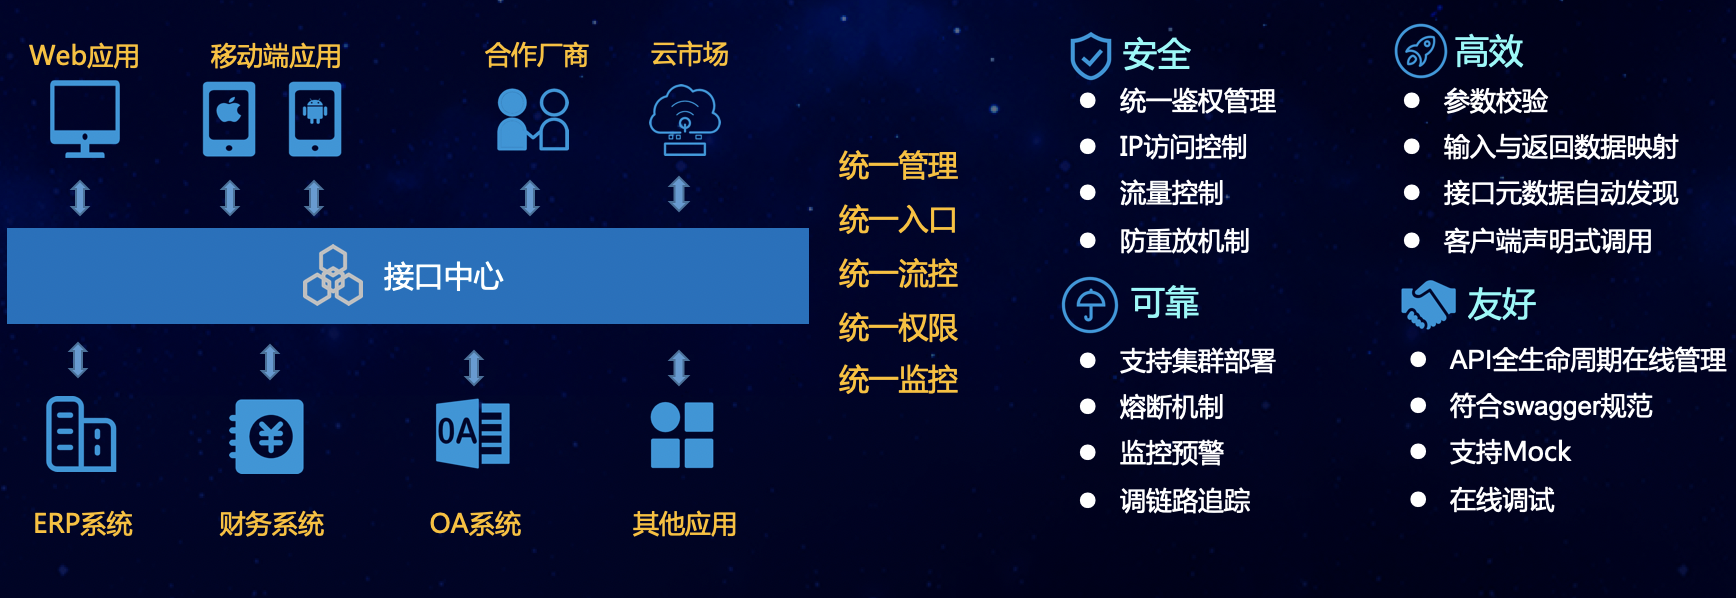 Web应用
移动端应用
合作厂商
云市场
接口中心
OA
ERP系统
财务系统
OA系统
其他应用
统一管理
统一入口
统一流控
统一权限
统一监控
安全
统一鉴权管理
IP访问控制
流量控制
防重放机制
高效
参数校验
输入与返回数据映射
接口元数据自动发现
客户端声明式调用
可靠
支持集群部署
熔断机制
监控预警
调链路追踪
友好
API全生命周期在线管理
符合swagger规范
支持Mock
在线调试